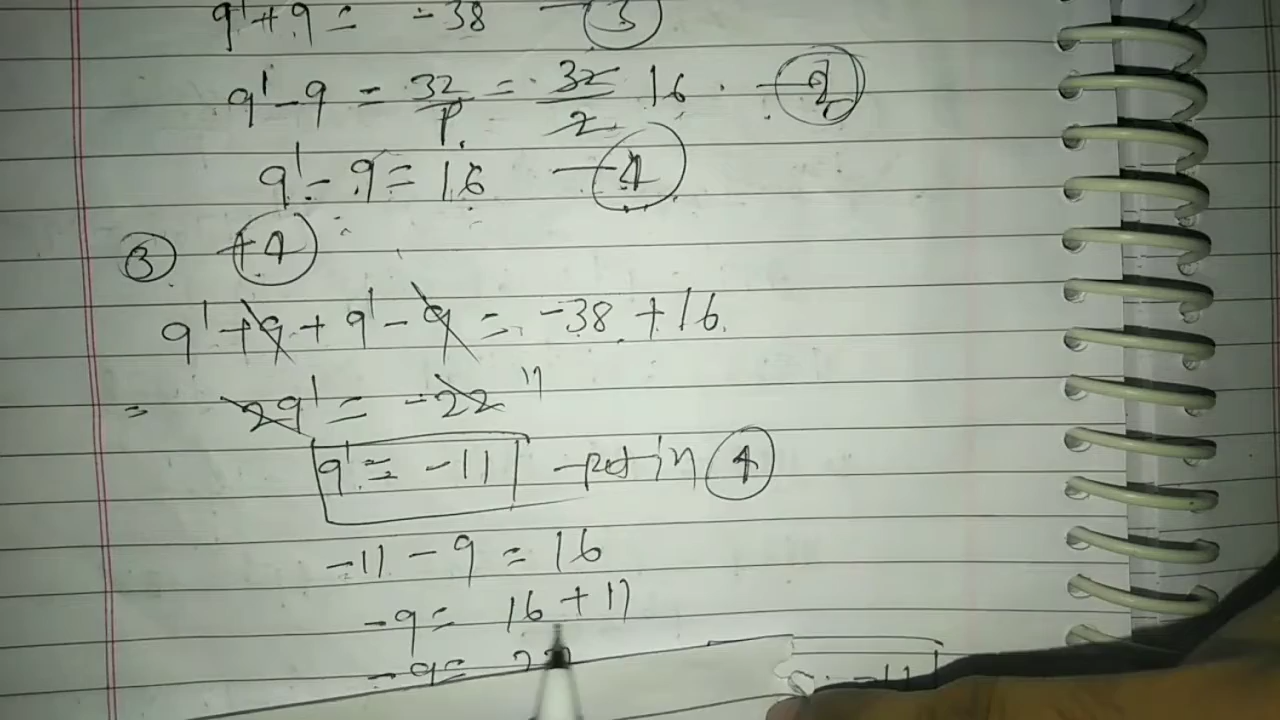 q' + q = -38 — 3
q' - q = 32/p = 32/2 16 . — 2
q' - q = 16 — 4
3 + 4
q' + q + q' - q = -38 + 16
= 2q' = -22 11
q' = -11 — put in 4
-11 - q = 16
-q = 16 + 11
-q =